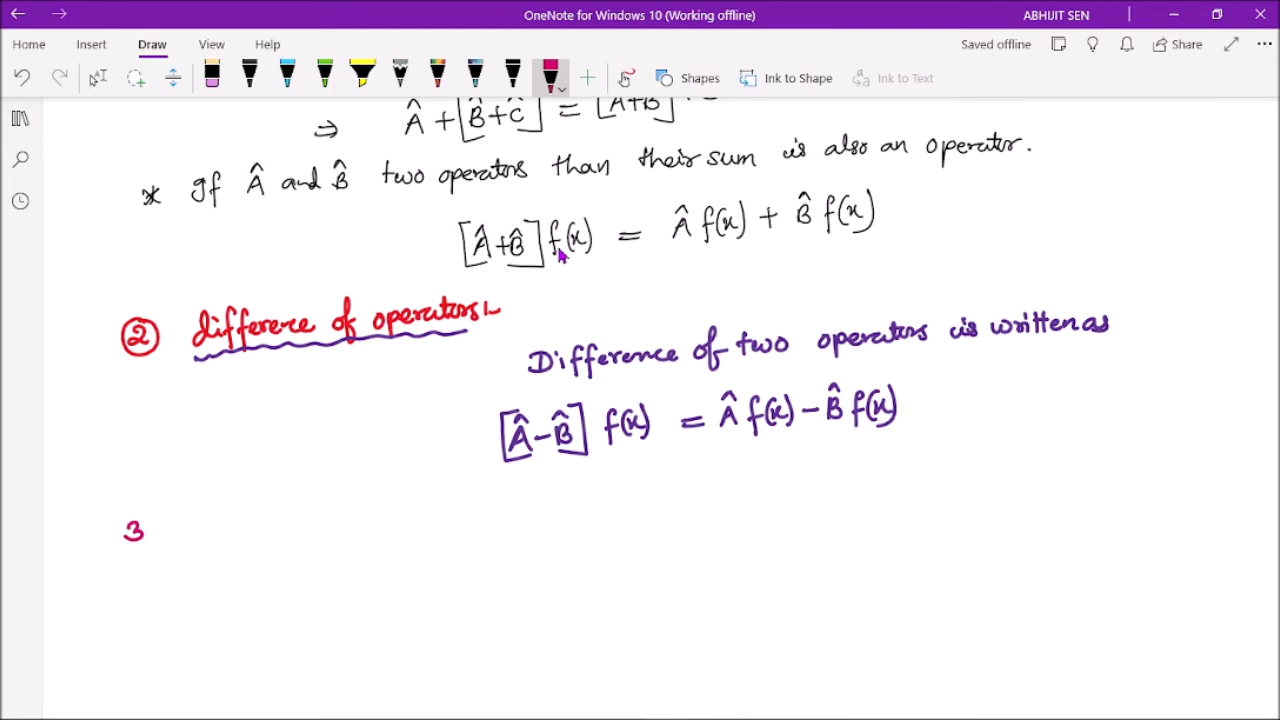 OneNote for Windows 10 (Working offline)
ABHIJIT SEN
Home Insert Draw View Help
Saved offline
Share
Shapes
Ink to Shape
Ink to Text
⇒ Â + [B̂+Ĉ] = [A+B] + C
* If Â and B̂ two operators than their sum is also an operator.
[Â+B̂] f(x) = Â f(x) + B̂ f(x)
② differere of operators:-
Difference of two operators is written as
[Â-B̂] f(x) = Â f(x) - B̂ f(x)
3